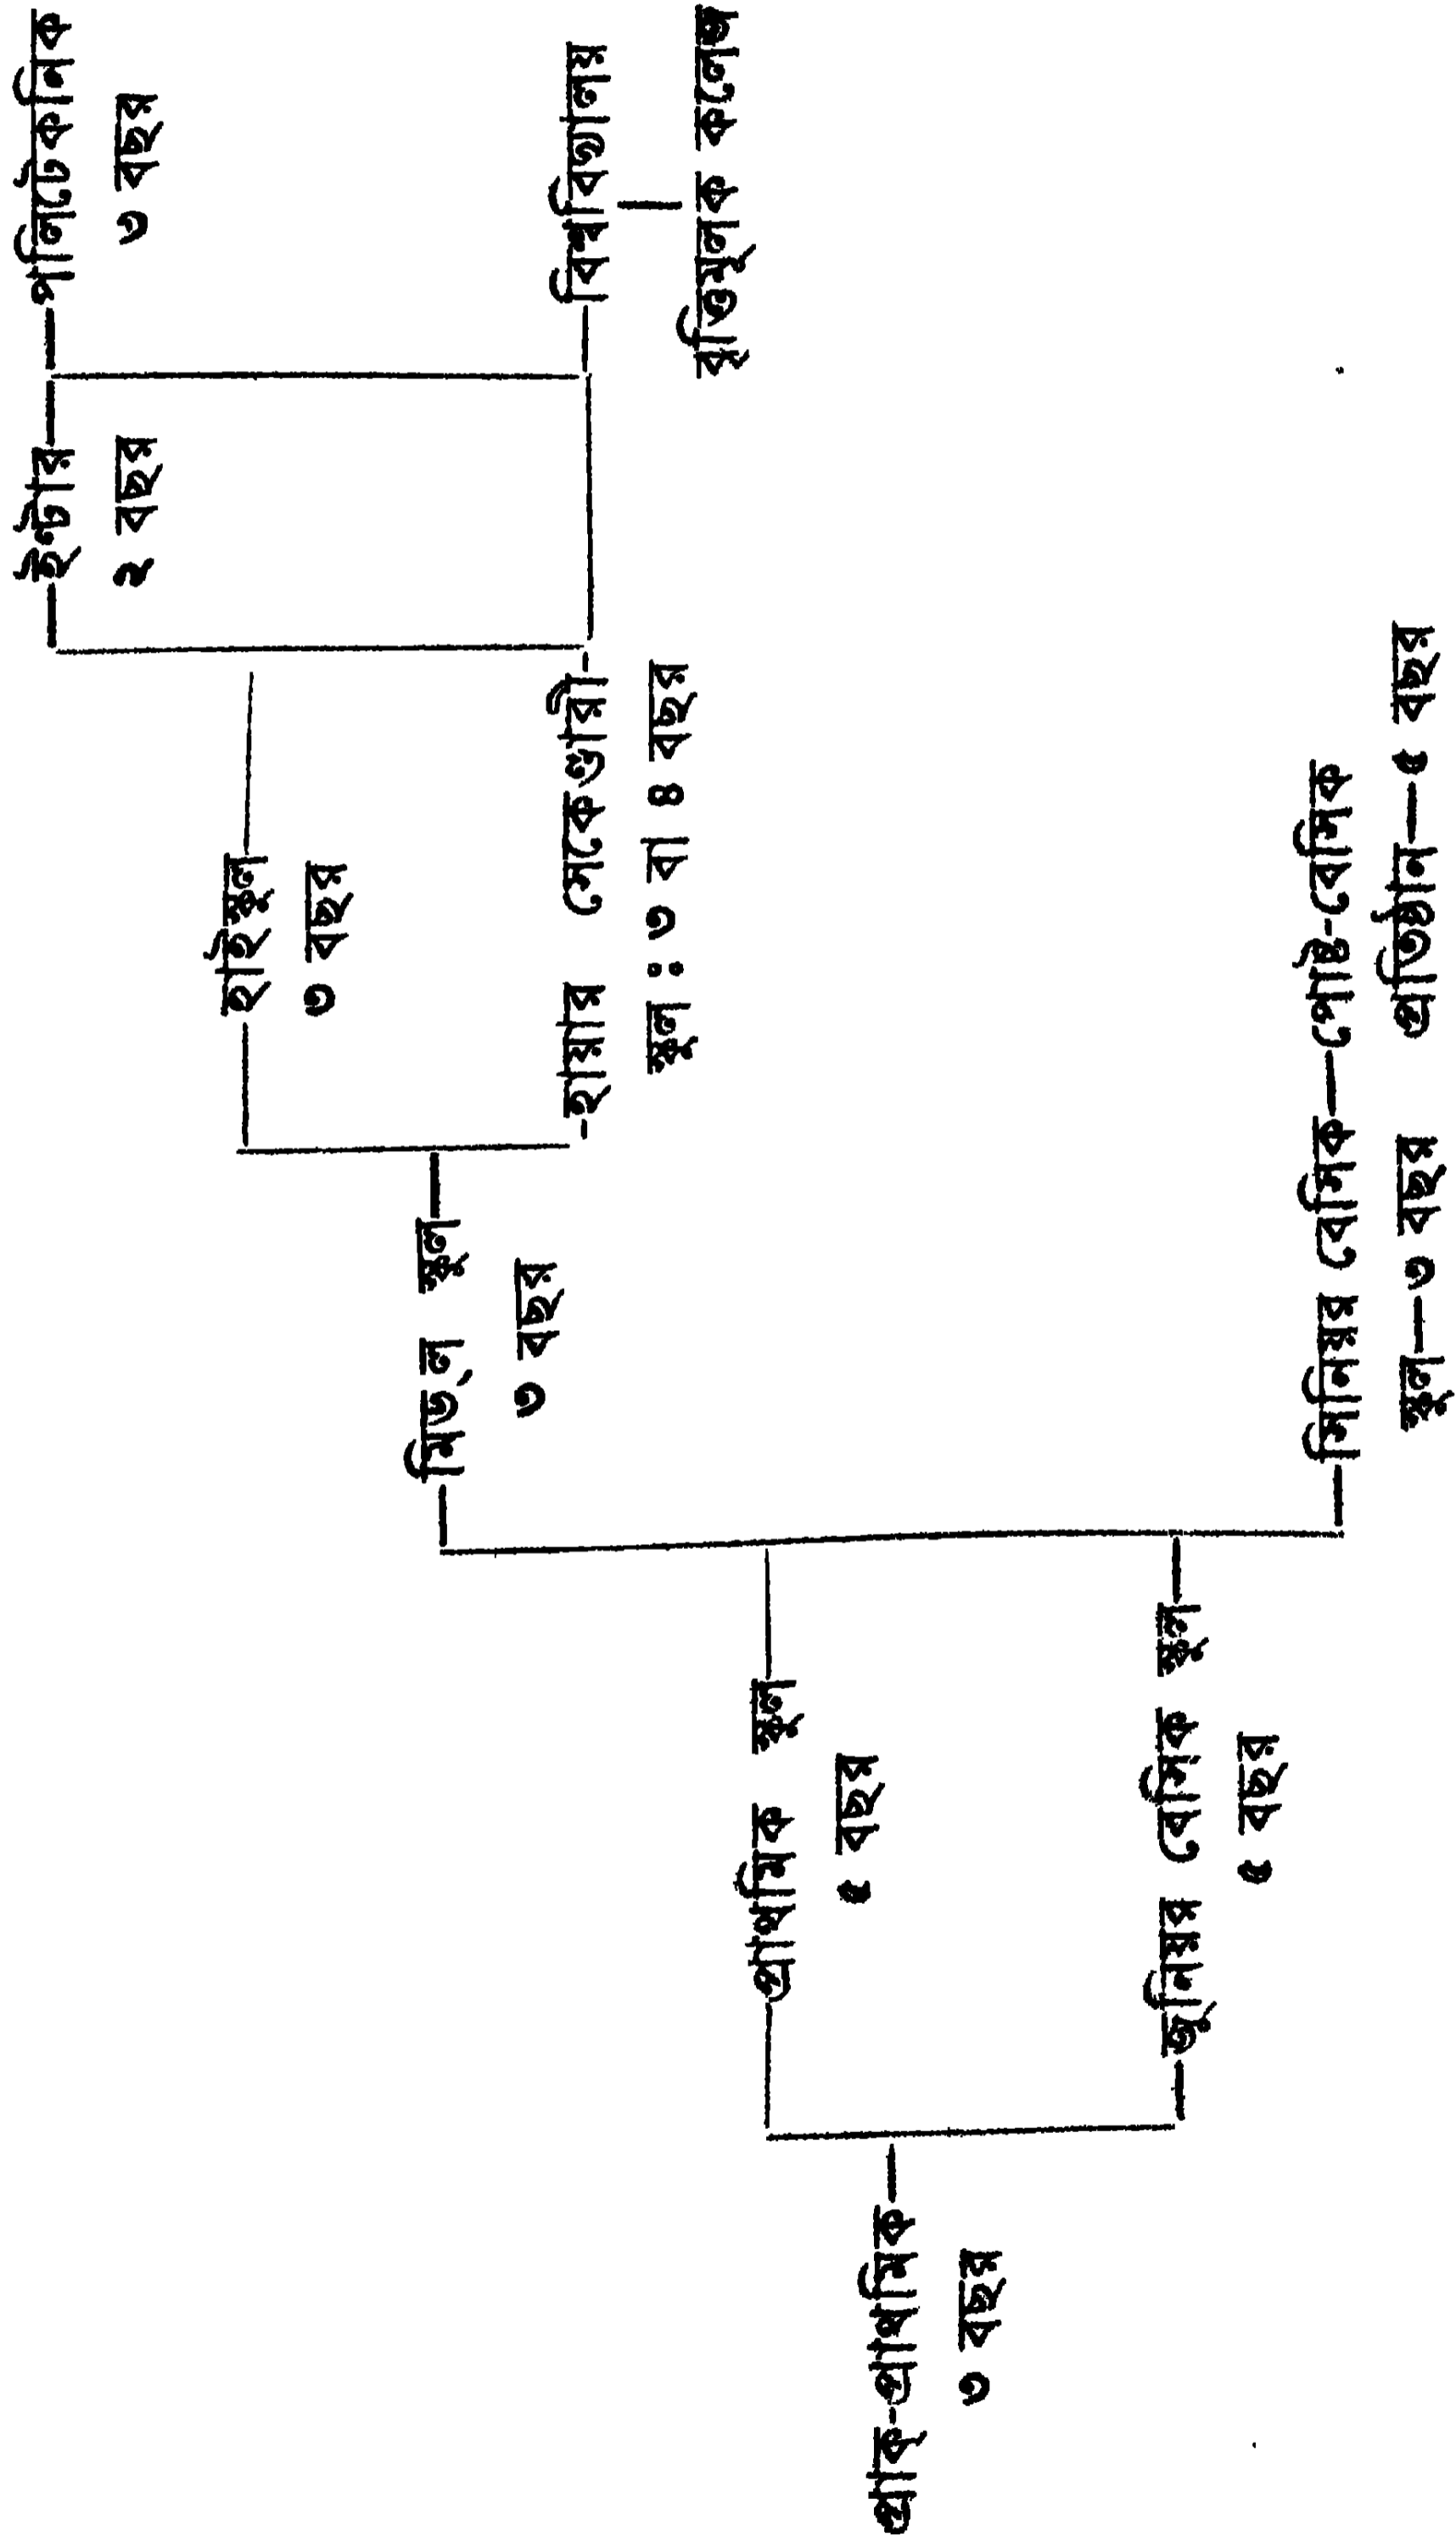 ইণ্টার—পলিটেকনিক
২ বছর ৩ বছর
হাইস্কুল
৩ বছর
মিড্‌ল স্কুল
৩ বছর
হায়ার সেকেণ্ডারী
স্কুল : ৩ বা ৪ বছর
বিশ্ববিদ্যালয়
বৃত্তিমূলক কলেজ
প্রাথমিক স্কুল
৫ বছর
প্রাক্-প্রাথমিক
৩ বছর
জুনিয়র বেসিক স্কুল
৫ বছর
সিনিয়র বেসিক—পোষ্ট-বেসিক
স্কুল—৩ বছর প্রতিষ্ঠান—৫ বছর